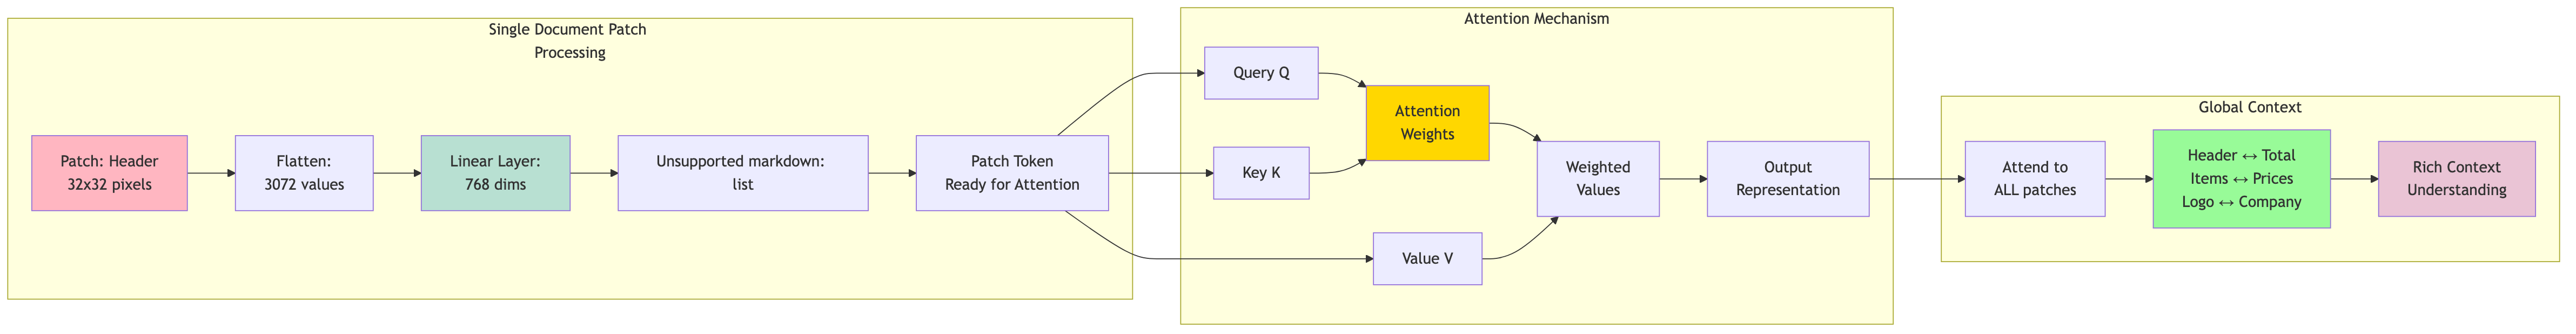 Single Document Patch
Processing
Patch: Header
32x32 pixels
Flatten:
3072 values
Linear Layer:
768 dims
Unsupported markdown:
list
Patch Token
Ready for Attention
Attention Mechanism
Query Q
Key K
Value V
Attention
Weights
Weighted
Values
Output
Representation
Global Context
Attend to
ALL patches
Header ↔ Total
Items ↔ Prices
Logo ↔ Company
Rich Context
Understanding